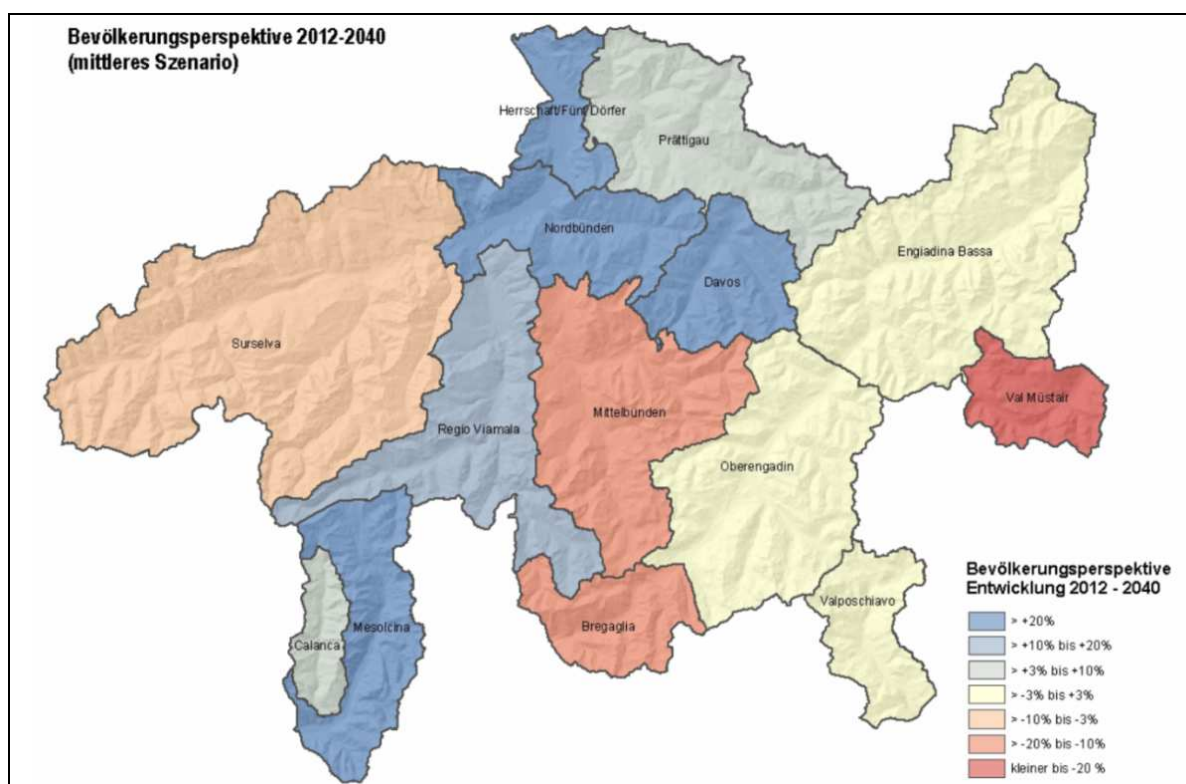 Bevölkerungsperspektive 2012-2040
(mittleres Szenario)
Herrschaft/Fünf Dörfer
Prättigau
Nordbünden
Engiadina Bassa
Davos
Surselva
Val Müstair
Mittelbünden
Regio Viamala
Oberengadin
Valposchiavo
Bregaglia
Mesolcina
Calanca
Bevölkerungsperspektive
Entwicklung 2012 - 2040
> +20%
> +10% bis +20%
> +3% bis +10%
> -3% bis +3%
> -10% bis -3%
> -20% bis -10%
kleiner bis -20 %